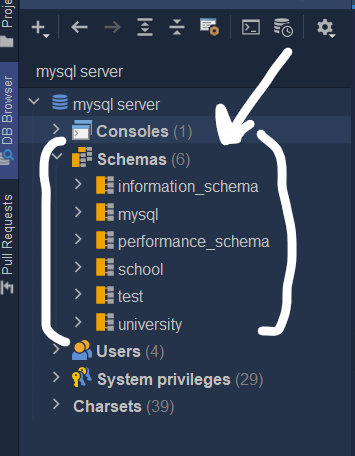 Proje
DB Browser
Pull Requests
mysql server
mysql server
Consoles (1)
Schemas (6)
information_schema
mysql
performance_schema
school
test
university
Users (4)
System privileges (29)
Charsets (39)